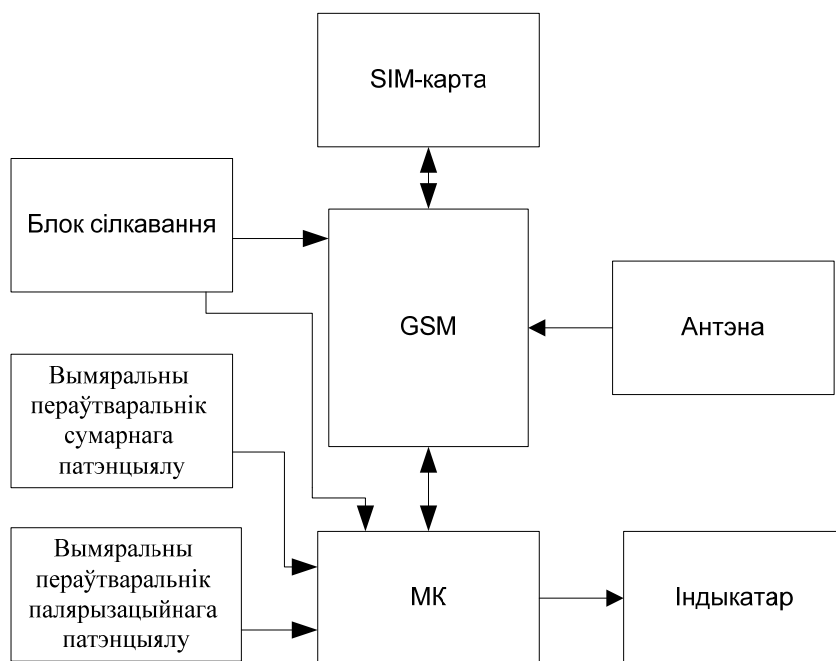 SIM-карта
Блок сілкавання
GSM
Антэна
Вымяральны
пераўтваральнік
сумарнага
патэнцыялу
Вымяральны
пераўтваральнік
палярызацыйнага
патэнцыялу
МК
Індыкатар